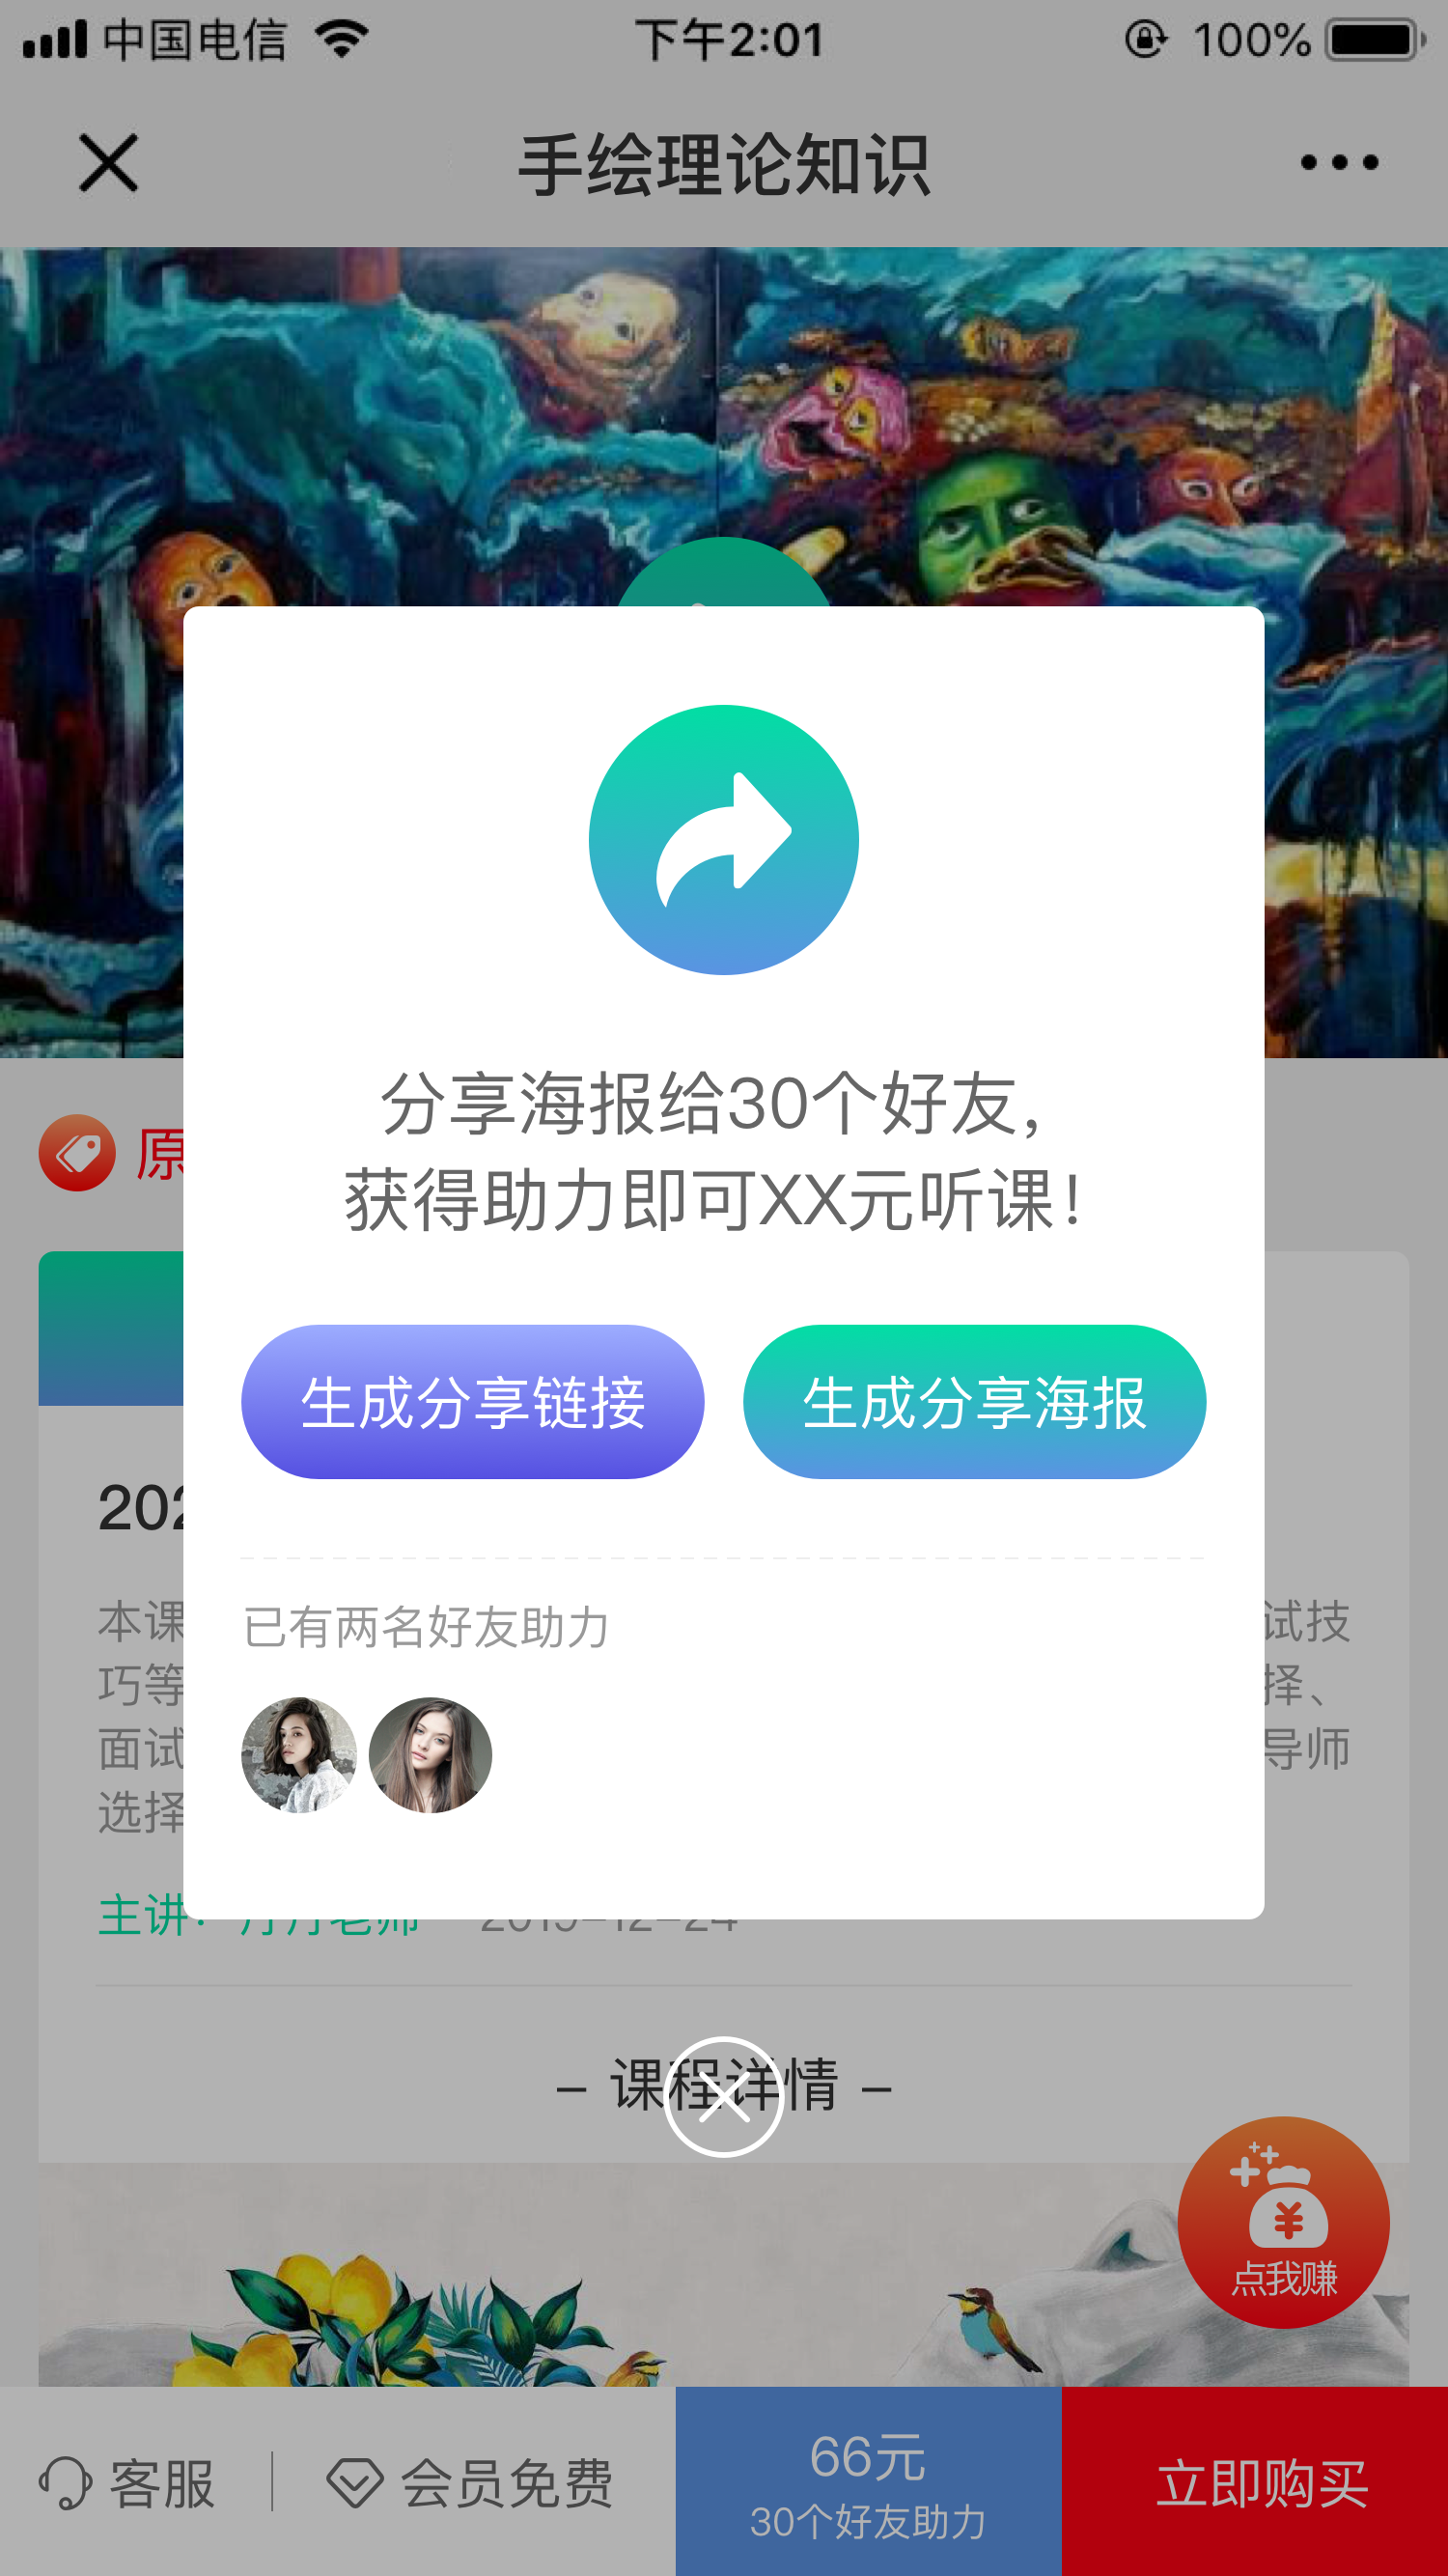 中国电信
下午2:01
100%
手绘理论知识
分享海报给30个好友，
获得助力即可XX元听课！
原
生成分享链接
生成分享海报
202
已有两名好友助力
本课
试技
巧等
择、
面试
导师
选择
主讲：
2019-12-24
– 课程详情 –
点我赚
客服
会员免费
66元
30个好友助力
立即购买